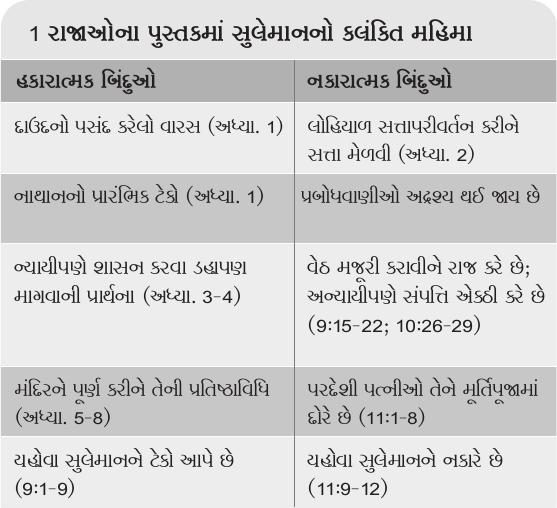 1 રાજાઓના પુસ્તકમાં સુલેમાનનો કલંકિત મહિમા
હકારાત્મક બિંદુઓ
નકારાત્મક બિંદુઓ
દાઉદનો પસંદ કરેલો વારસ (અધ્યા. 1)
લોહિયાળ સત્તાપરીવર્તન કરીને
સત્તા મેળવી (અધ્યા. 2)
નાથાનનો પ્રારંભિક ટેકો (અધ્યા. 1)
પ્રબોધવાણીઓ અદ્રશ્ય થઈ જાય છે
ન્યાયીપણે શાસન કરવા ડહાપણ
માગવાની પ્રાર્થના (અધ્યા. 3-4)
વેઠ મજૂરી કરાવીને રાજ કરે છે;
અન્યાયીપણે સંપત્તિ એકઠી કરે છે
(9:15-22; 10:26-29)
મંદિરને પૂર્ણ કરીને તેની પ્રતિષ્ઠાવિધિ
(અધ્યા. 5-8)
પરદેશી પત્નીઓ તેને મૂર્તિપૂજામાં
દોરે છે (11:1-8)
યહોવા સુલેમાનને ટેકો આપે છે
(9:1-9)
યહોવા સુલેમાનને નકારે છે
(11:9-12)